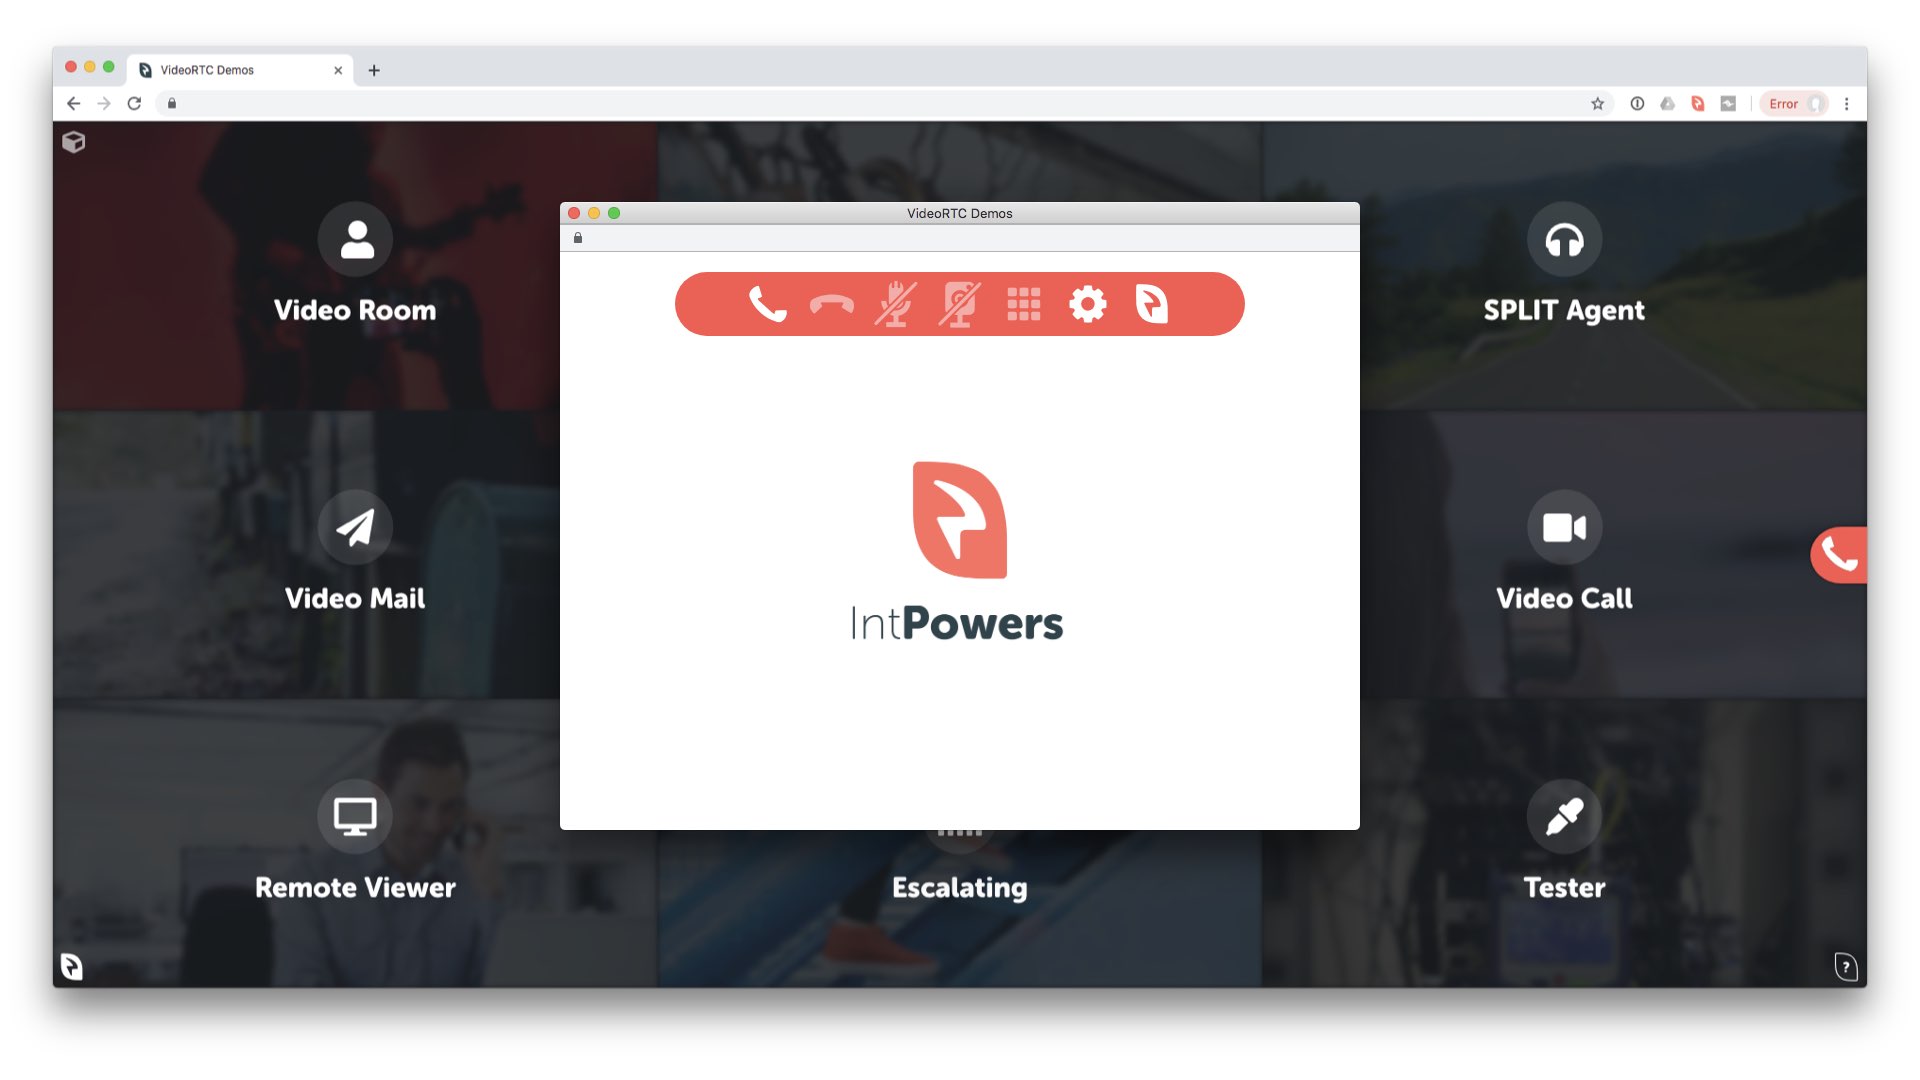 VideoRTC Demos
Error
VideoRTC Demos
Video Room
SPLIT Agent
IntPowers
Video Mail
Video Call
Remote Viewer
Escalating
Tester
?